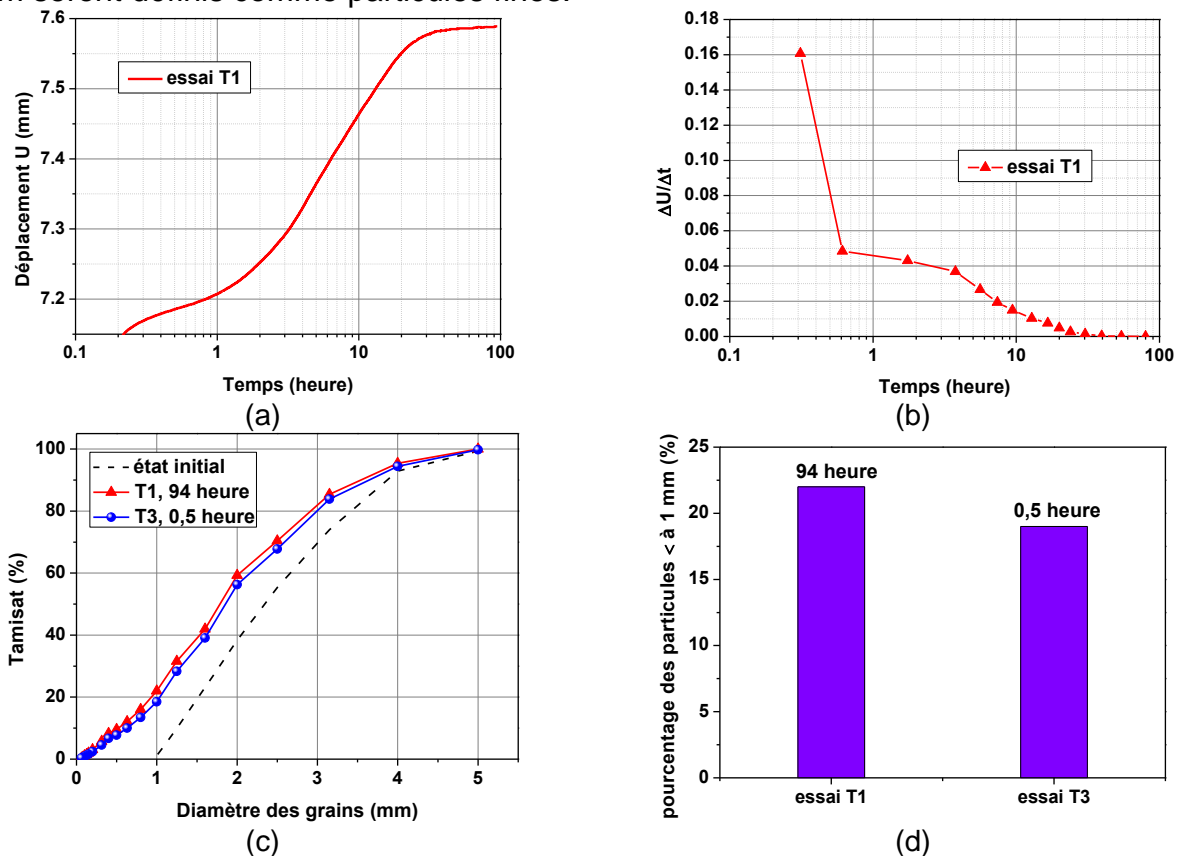 seront définis comme particules fines.
7.6
7.5
7.4
7.3
7.2
Déplacement U (mm)
essai T1
0.1 1 10 100
Temps (heure)
(a)
0.18
0.16
0.14
0.12
0.10
0.08
0.06
0.04
0.02
0.00
ΔU/Δt
essai T1
0.1 1 10 100
Temps (heure)
(b)
100
80
60
40
20
0
Tamisat (%)
état initial
T1, 94 heure
T3, 0,5 heure
0 1 2 3 4 5
Diamètre des grains (mm)
(c)
25
20
15
10
5
0
pourcentage des particules < à 1 mm (%)
94 heure
0,5 heure
essai T1 essai T3
(d)